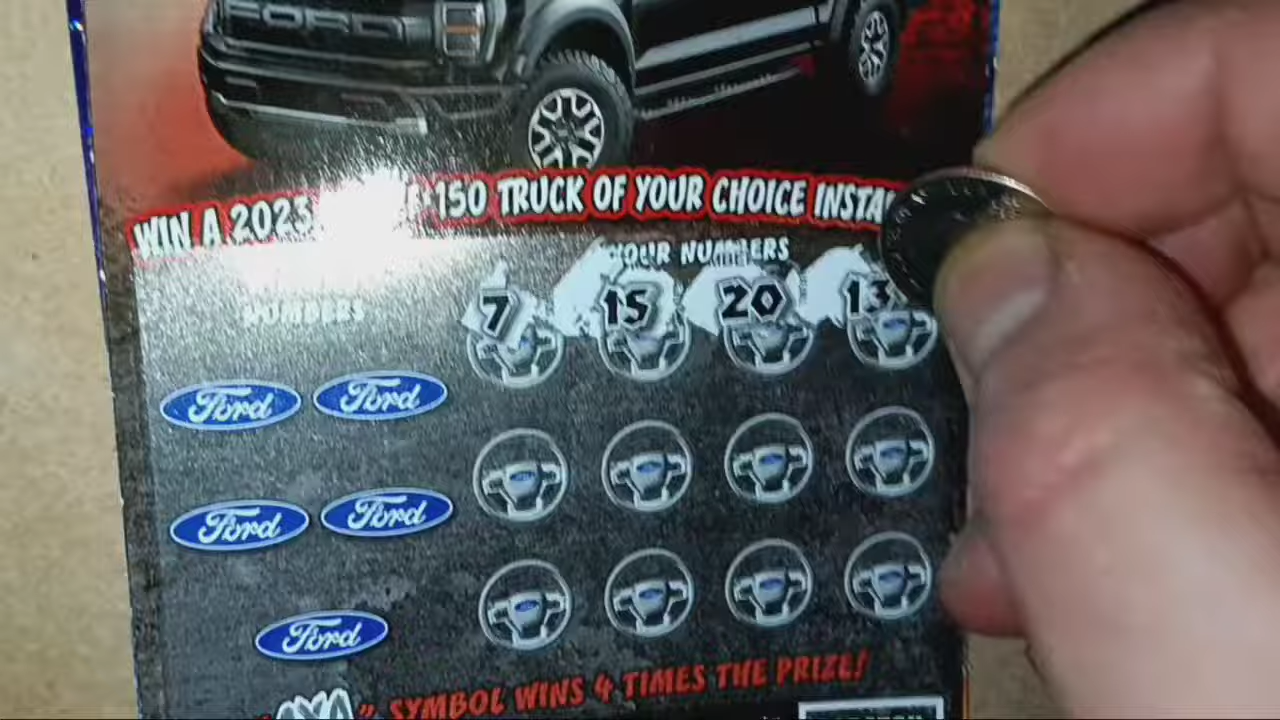 FORD
WIN A 2023 150 TRUCK OF YOUR CHOICE INSTA
YOUR NUMBERS
NUMBERS
7 15 20 13
Ford Ford
Ford Ford
Ford
" " SYMBOL WINS 4 TIMES THE PRIZE!